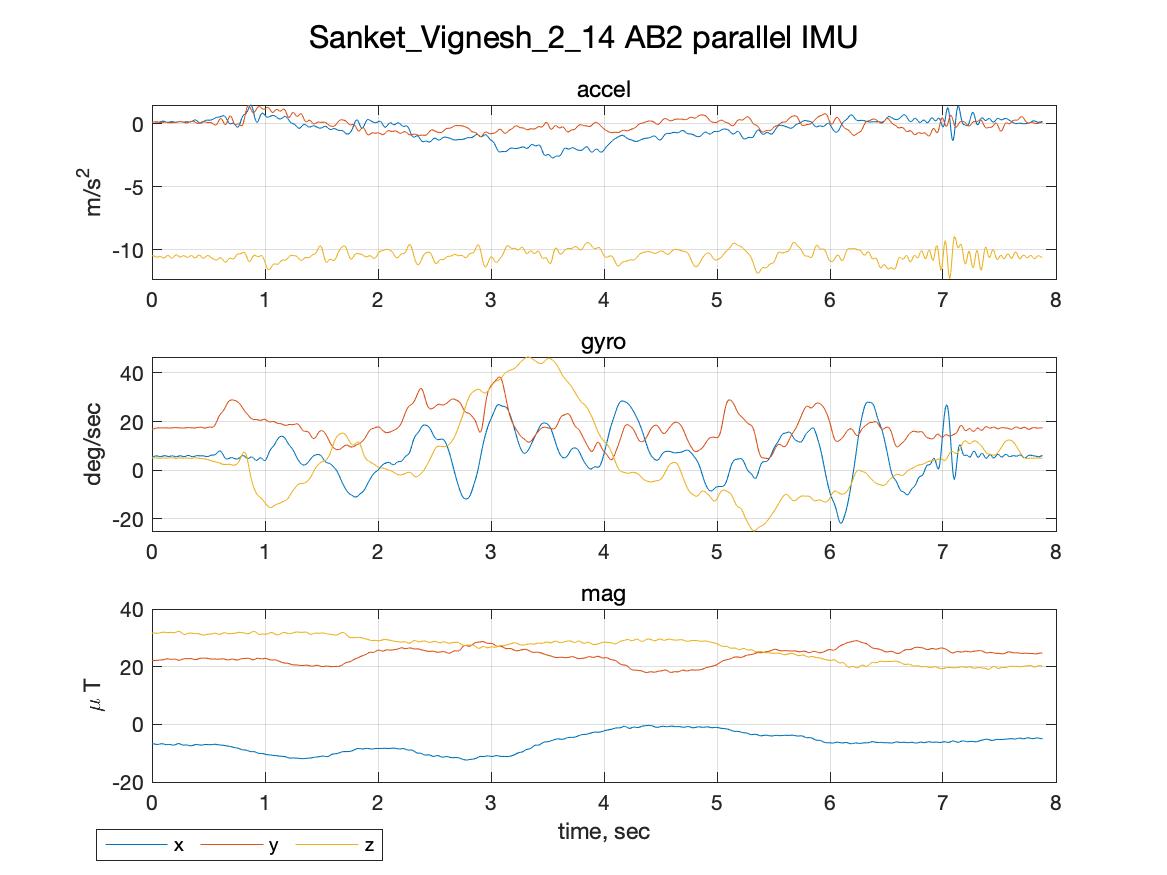 Sanket_Vignesh_2_14 AB2 parallel IMU
accel
m/s²
0
-5
-10
0 1 2 3 4 5 6 7 8
gyro
deg/sec
40
20
0
-20
0 1 2 3 4 5 6 7 8
mag
μ T
40
20
0
-20
0 1 2 3 4 5 6 7 8
time, sec
x y z